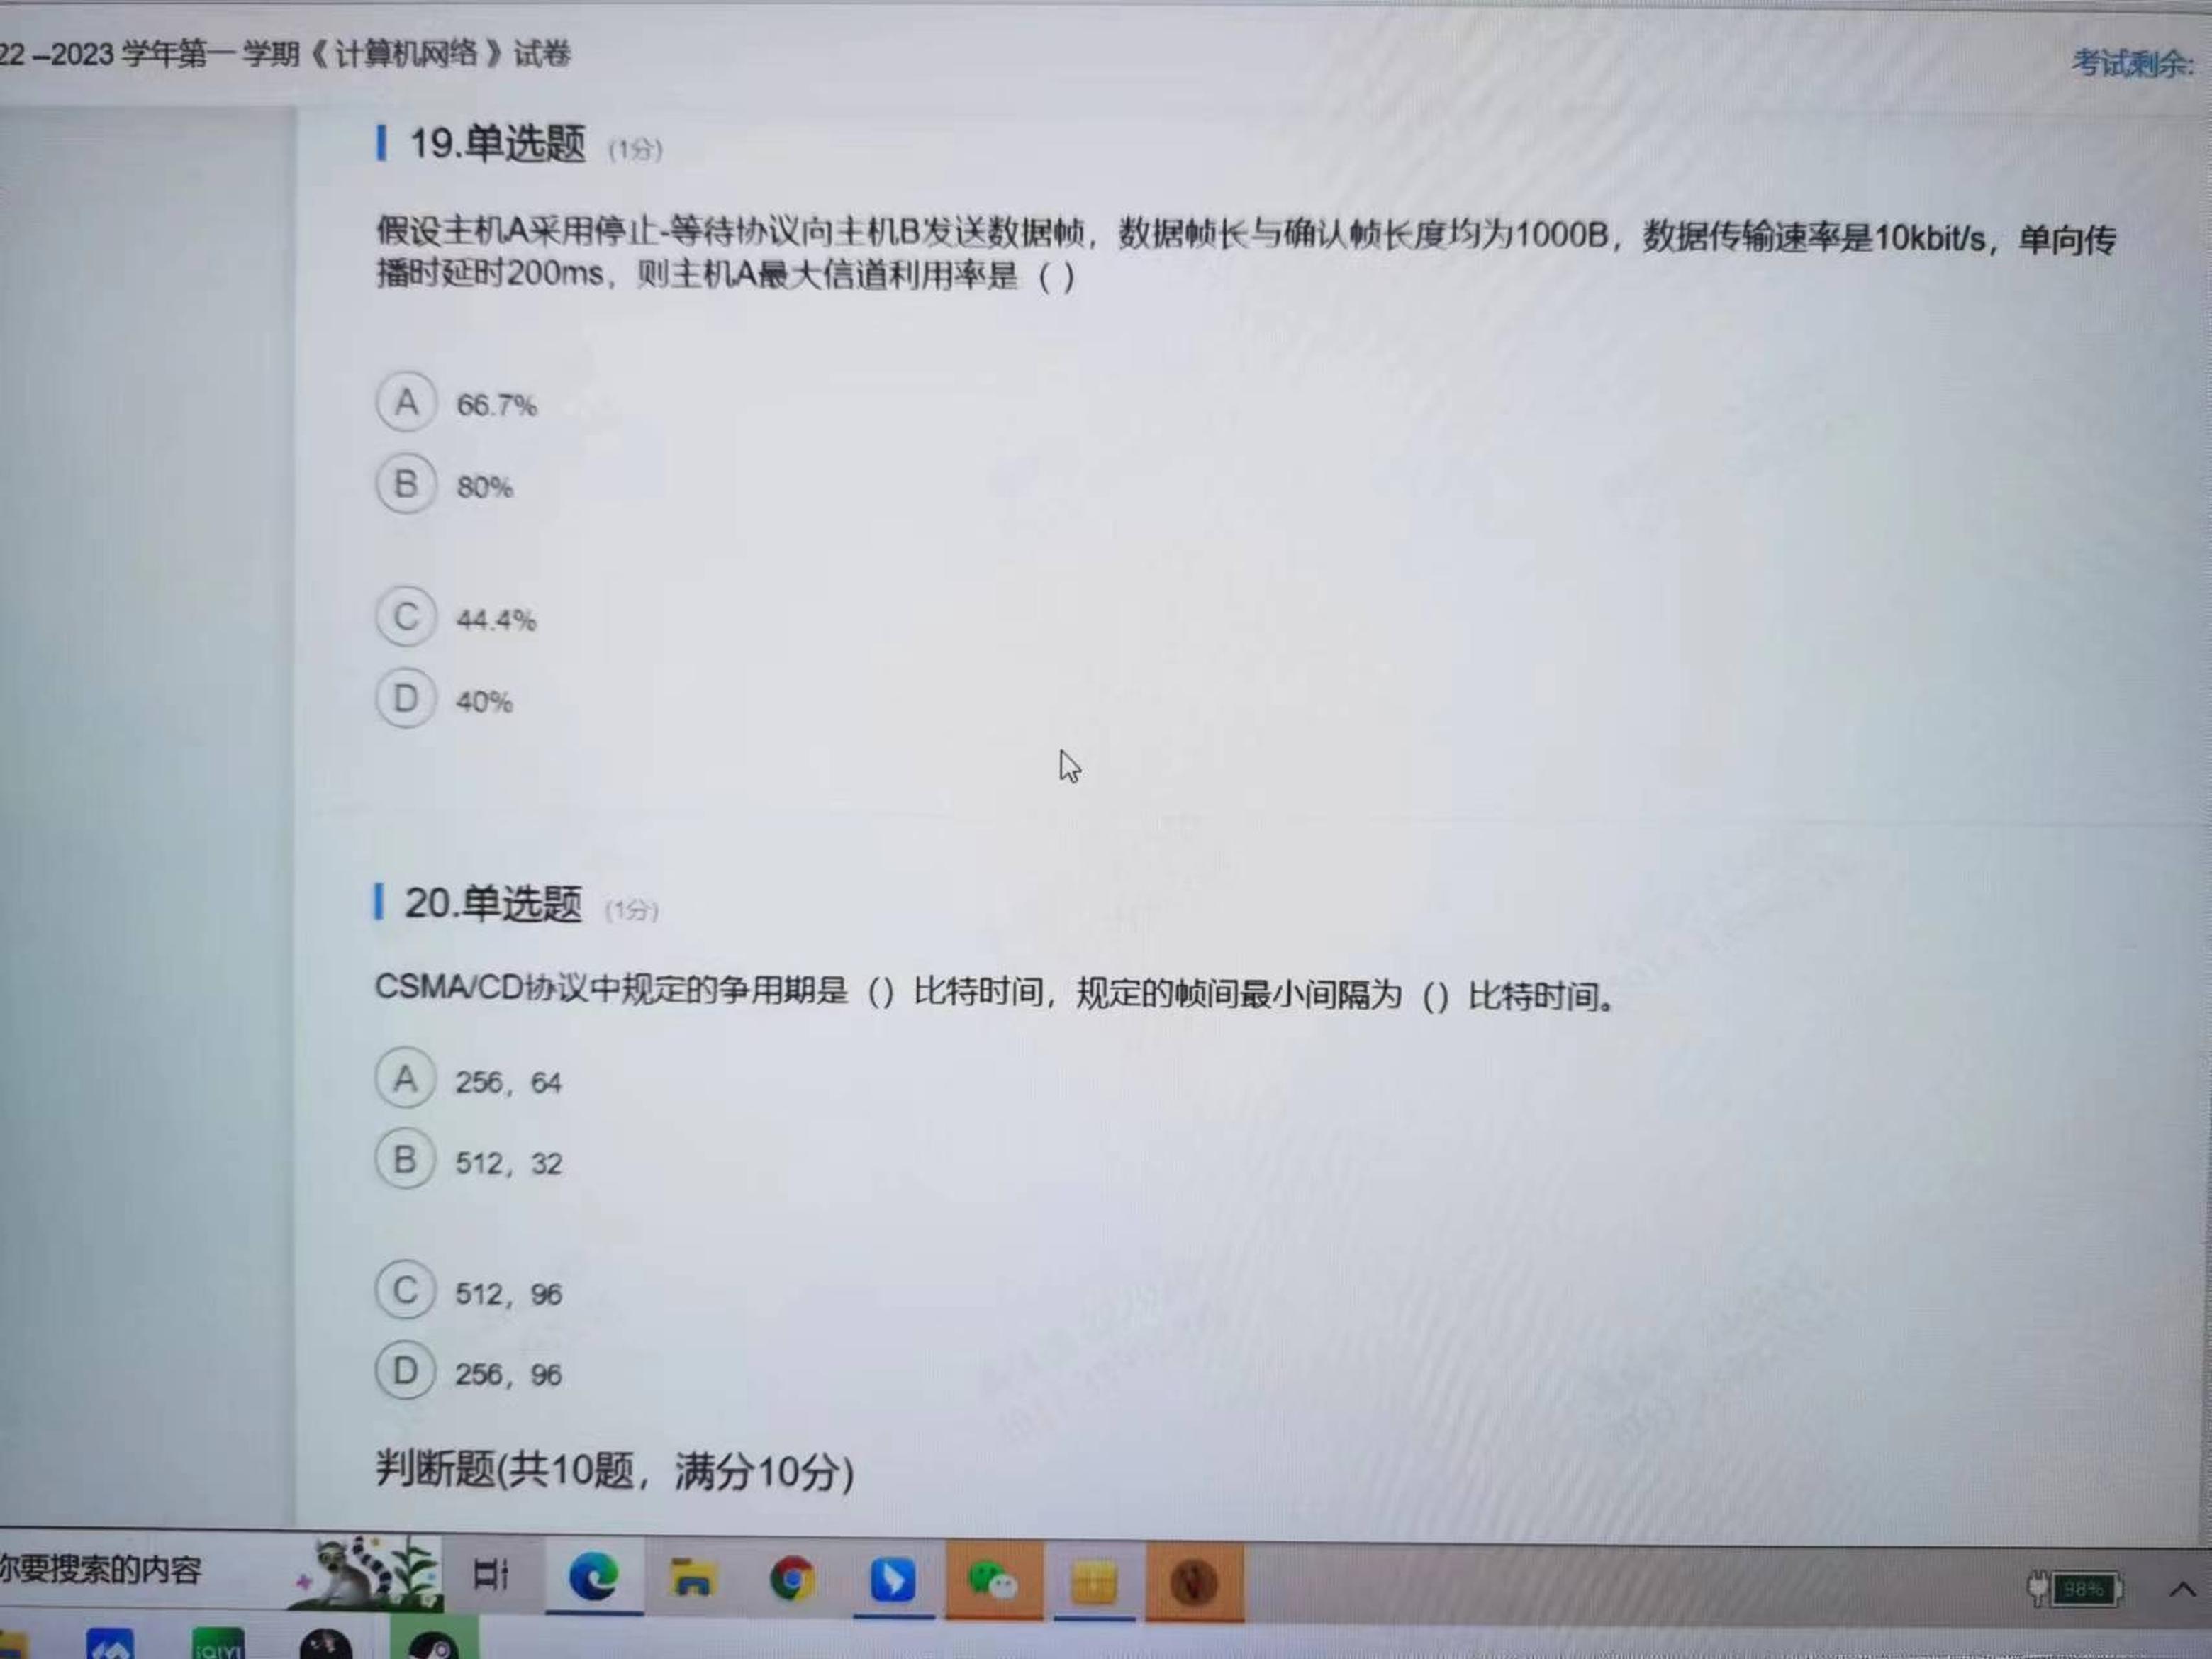 22 –2023 学年第一 学期《 计算机网络 》试卷
考试剩余:
19.单选题 (1分)
假设主机A采用停止-等待协议向主机B发送数据帧，数据帧长与确认帧长度均为1000B，数据传输速率是10kbit/s，单向传
播时延时200ms，则主机A最大信道利用率是（ ）
A 66.7%
B 80%
C 44.4%
D 40%
20.单选题 (1分)
CSMA/CD协议中规定的争用期是（）比特时间，规定的帧间最小间隔为（）比特时间。
A 256，64
B 512，32
C 512，96
D 256，96
判断题(共10题，满分10分)
你要搜索的内容
98%
iQIYI